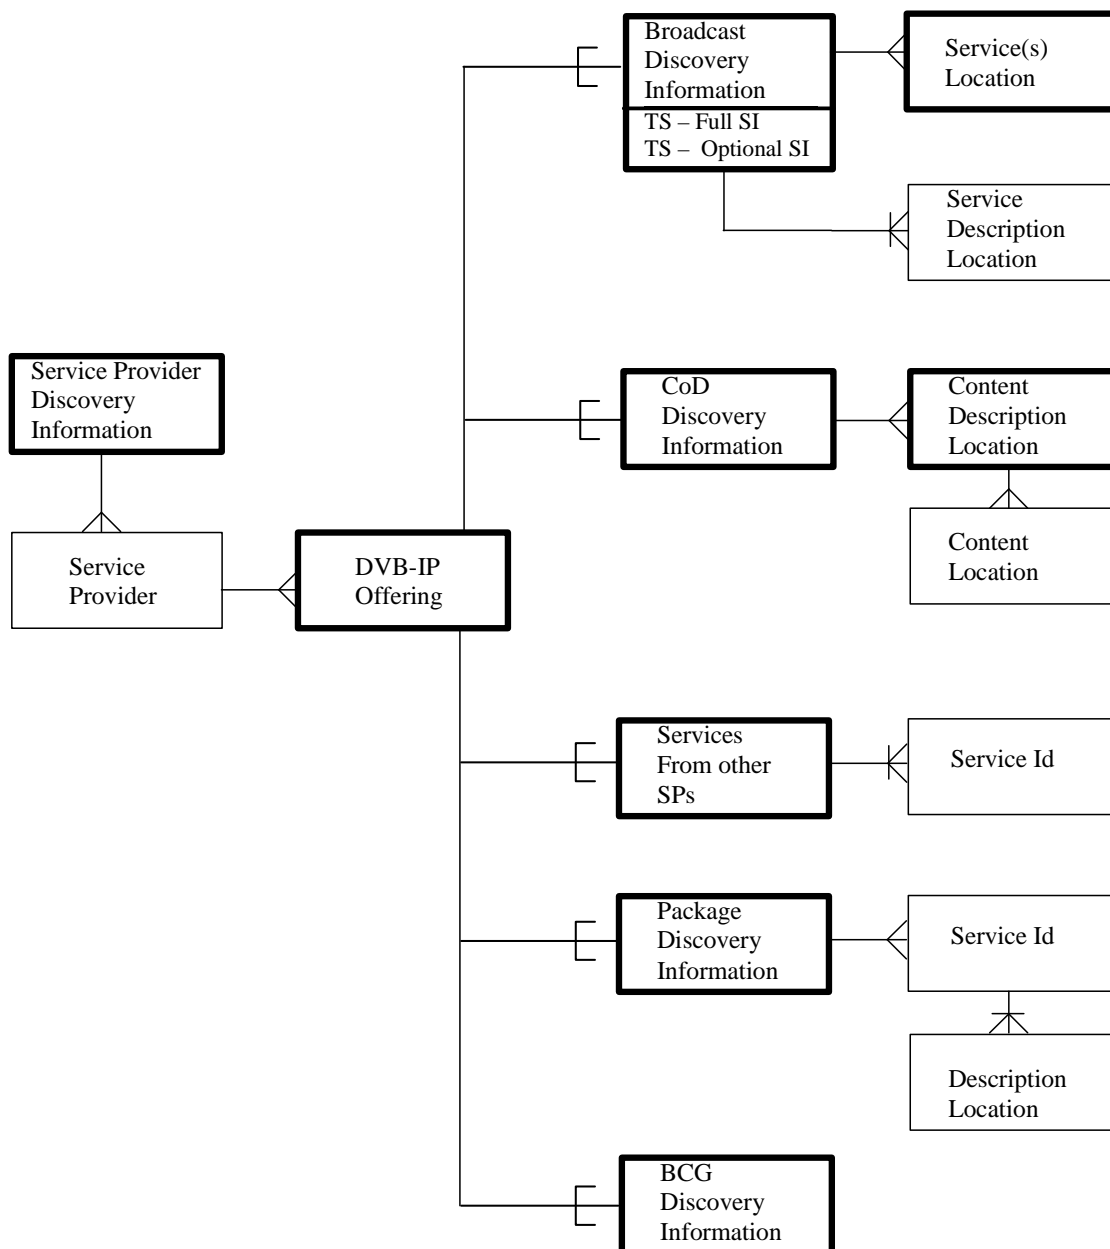 Broadcast
Discovery
Information
TS – Full SI
TS – Optional SI
Service(s)
Location
Service
Description
Location
Service Provider
Discovery
Information
CoD
Discovery
Information
Content
Description
Location
Service
Provider
DVB-IP
Offering
Content
Location
Services
From other
SPs
Service Id
Package
Discovery
Information
Service Id
Description
Location
BCG
Discovery
Information